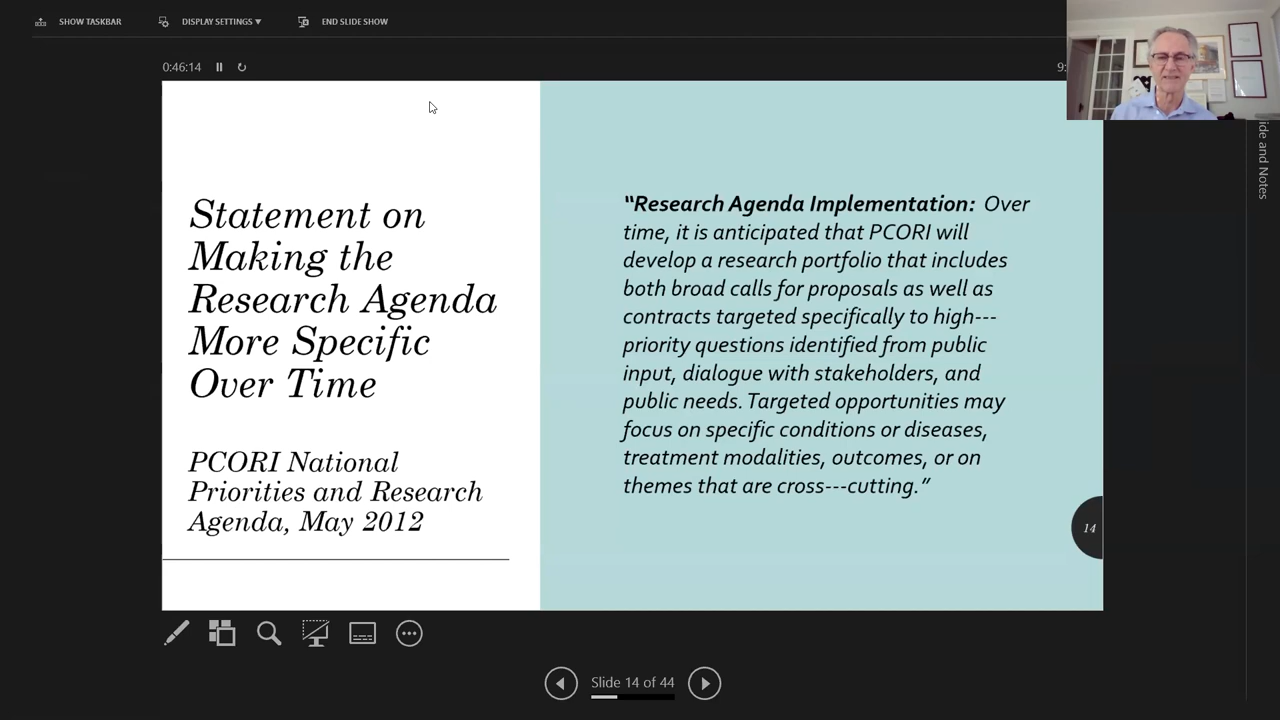 SHOW TASKBAR
DISPLAY SETTINGS
END SLIDE SHOW
0:46:14
9:
Statement on
Making the
Research Agenda
More Specific
Over Time
PCORI National
Priorities and Research
Agenda, May 2012
“Research Agenda Implementation: Over
time, it is anticipated that PCORI will
develop a research portfolio that includes
both broad calls for proposals as well as
contracts targeted specifically to high---
priority questions identified from public
input, dialogue with stakeholders, and
public needs. Targeted opportunities may
focus on specific conditions or diseases,
treatment modalities, outcomes, or on
themes that are cross---cutting.”
14
ide and Notes
Slide 14 of 44